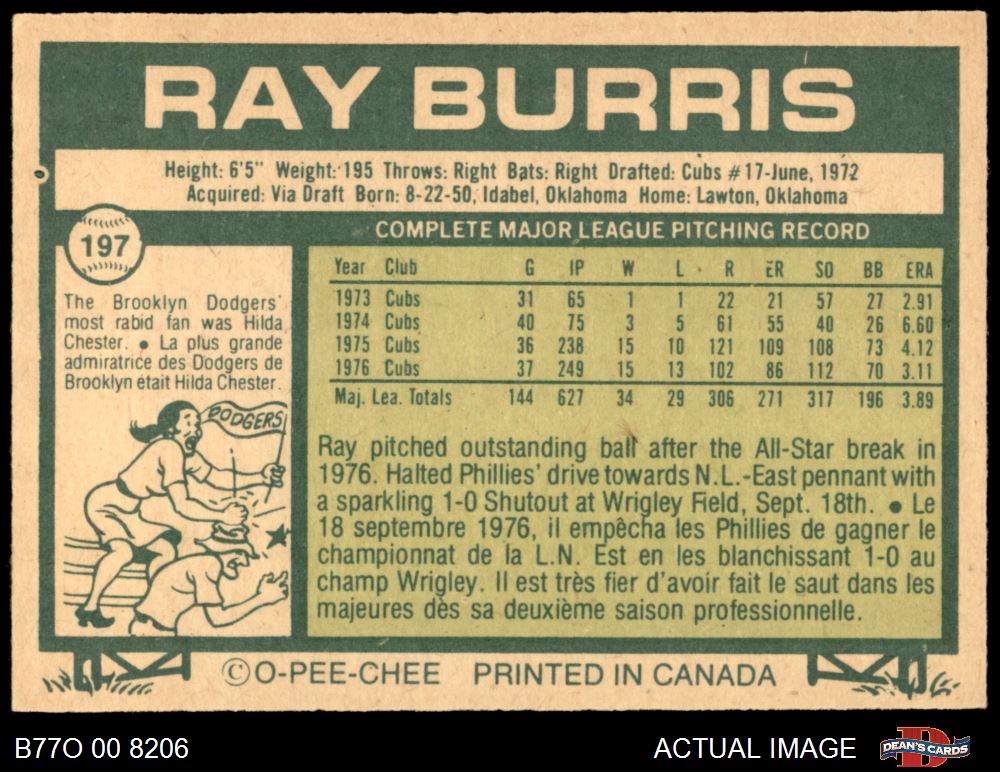 RAY BURRIS
Height: 6'5" Weight: 195 Throws: Right Bats: Right Drafted: Cubs #17-June, 1972
Acquired: Via Draft Born: 8-22-50, Idabel, Oklahoma Home: Lawton, Oklahoma
197
The Brooklyn Dodgers'
most rabid fan was Hilda
Chester. • La plus grande
admiratrice des Dodgers de
Brooklyn était Hilda Chester.
DODGERS
COMPLETE MAJOR LEAGUE PITCHING RECORD
Year Club G IP W L R ER SO BB ERA
1973 Cubs 31 65 1 1 22 21 57 27 2.91
1974 Cubs 40 75 3 5 61 55 40 26 6.60
1975 Cubs 36 238 15 10 121 109 108 73 4.12
1976 Cubs 37 249 15 13 102 86 112 70 3.11
Maj. Lea. Totals 144 627 34 29 306 271 317 196 3.89
Ray pitched outstanding ball after the All-Star break in
1976. Halted Phillies' drive towards N.L.-East pennant with
a sparkling 1-0 Shutout at Wrigley Field, Sept. 18th. • Le
18 septembre 1976, il empêcha les Phillies de gagner le
championnat de la L.N. Est en les blanchissant 1-0 au
champ Wrigley. Il est très fier d'avoir fait le saut dans les
majeures dès sa deuxième saison professionnelle.
© O-PEE-CHEE PRINTED IN CANADA
B77O 00 8206
ACTUAL IMAGE
D
DEAN'S CARDS